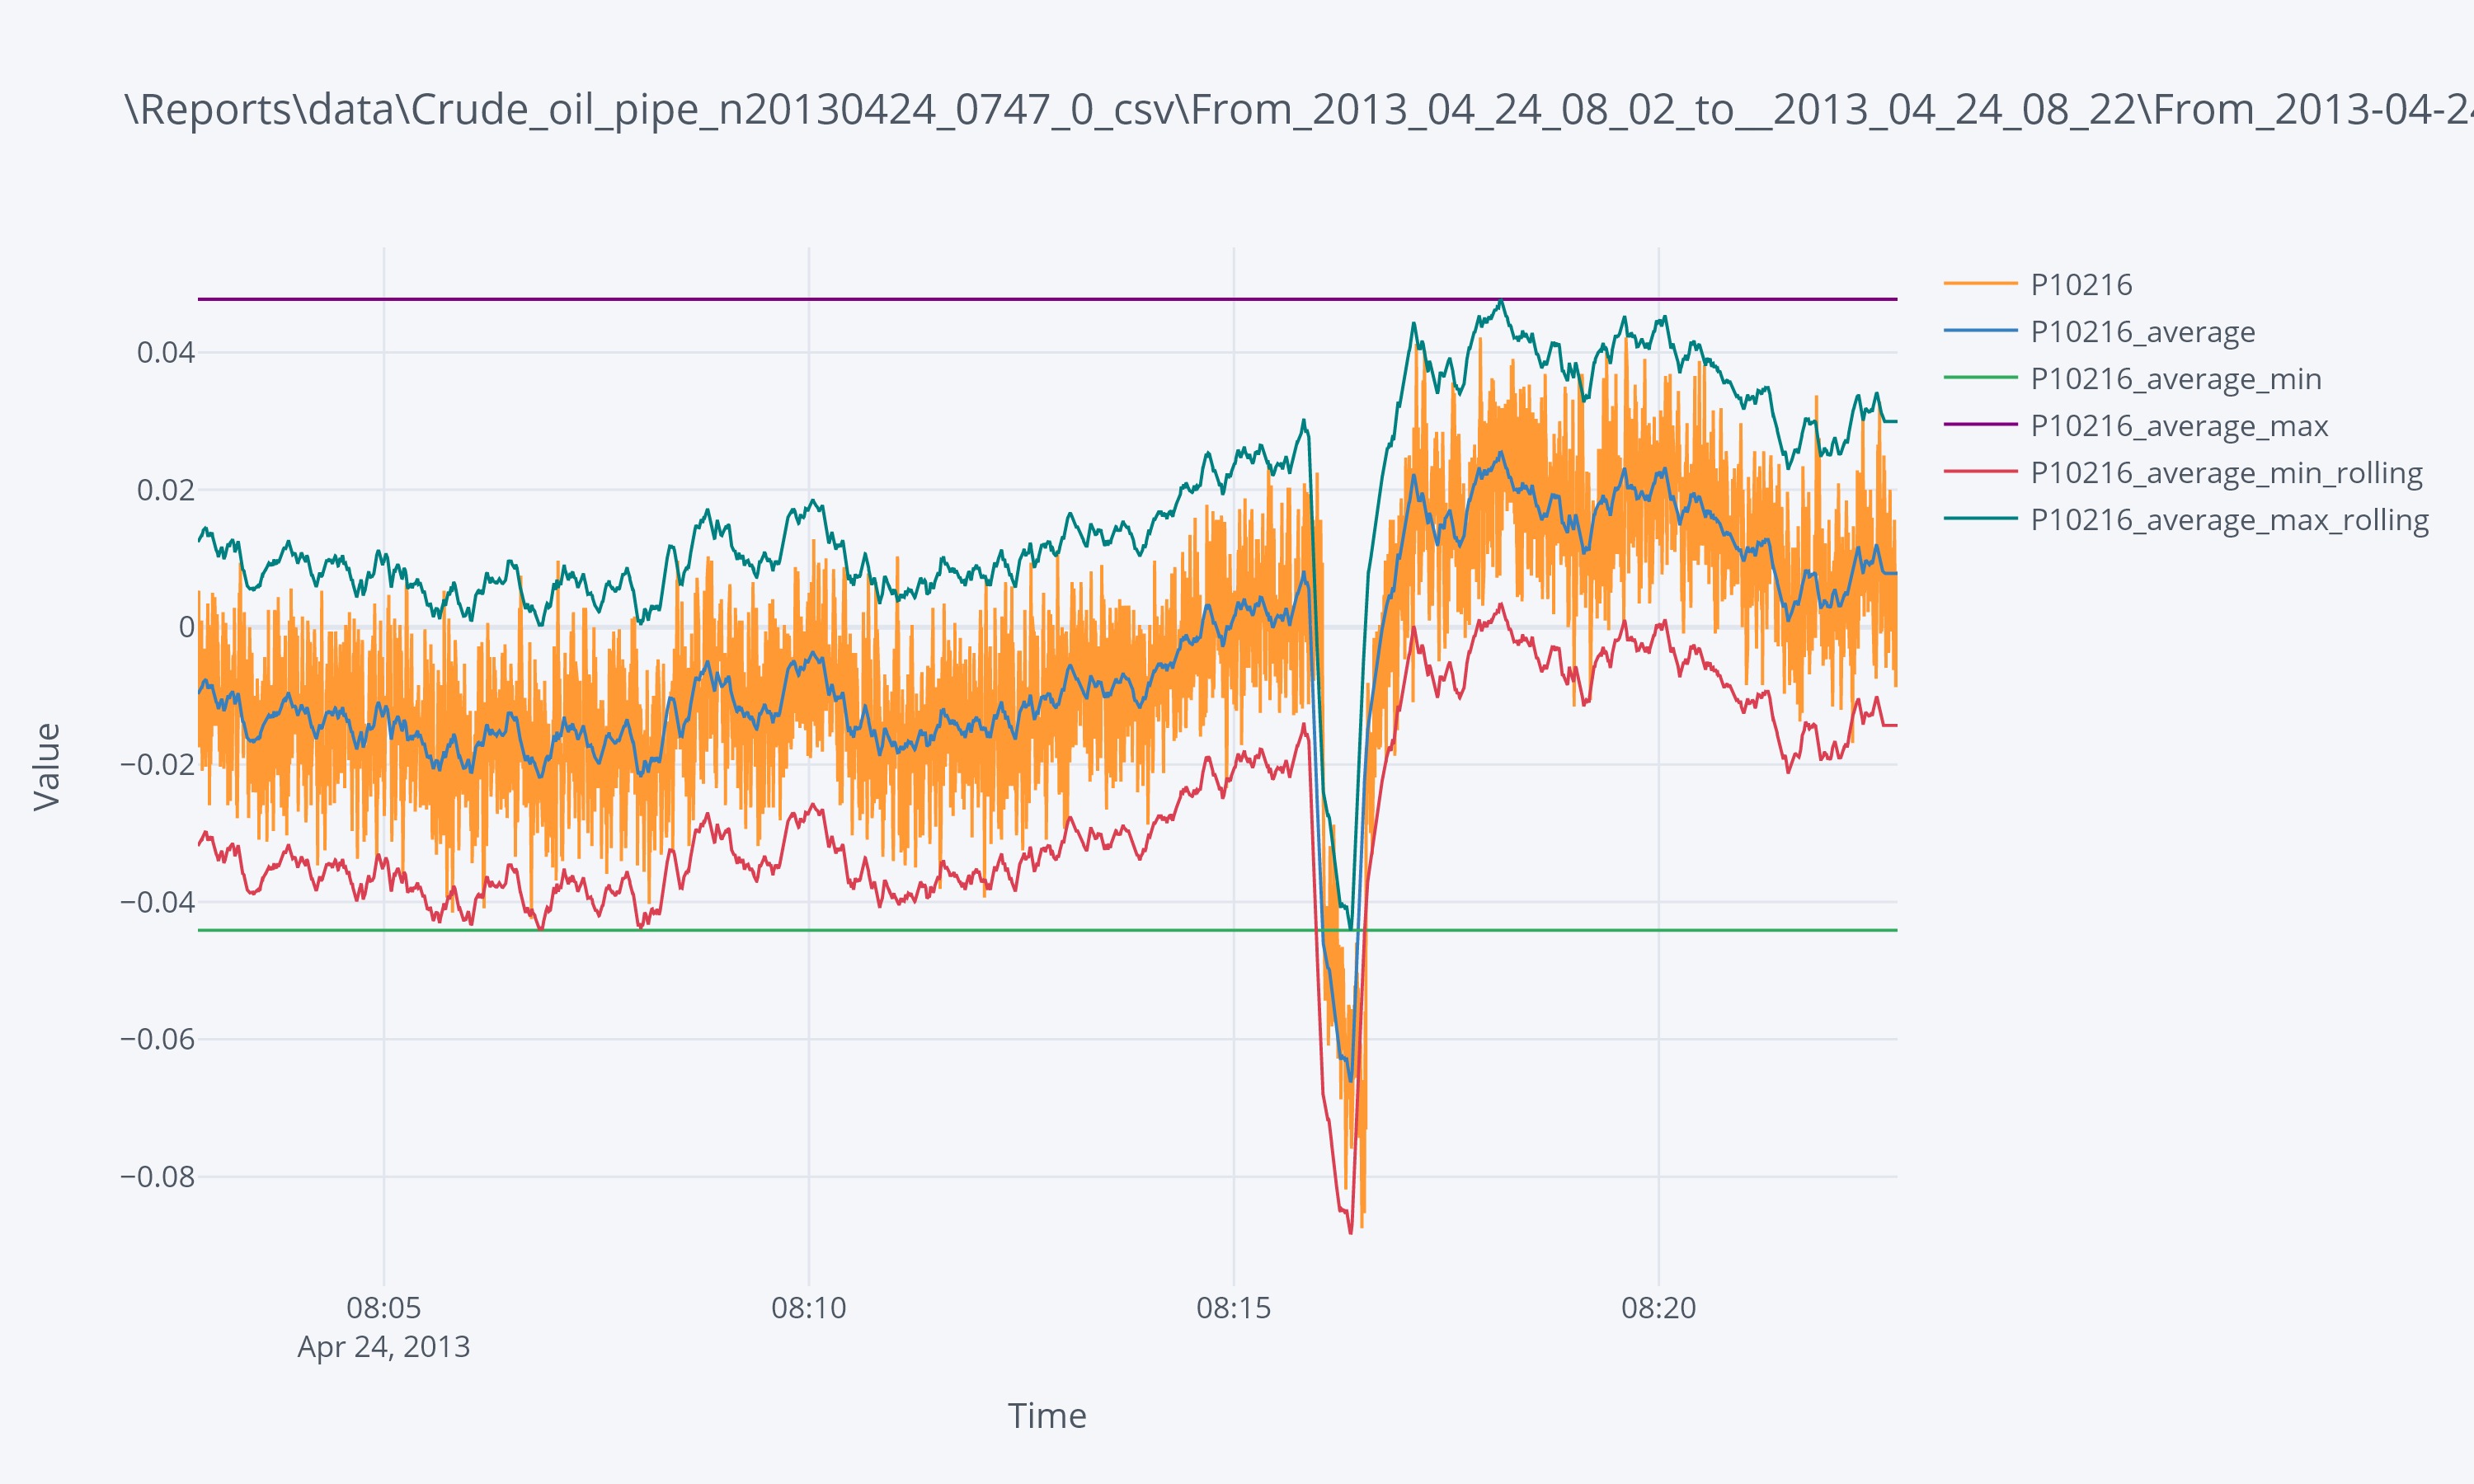 \Reports\data\Crude_oil_pipe_n20130424_0747_0_csv\From_2013_04_24_08_02_to__2013_04_24_08_22\From_2013-04-24
P10216
P10216_average
P10216_average_min
P10216_average_max
P10216_average_min_rolling
P10216_average_max_rolling
Value
0.04
0.02
0
−0.02
−0.04
−0.06
−0.08
08:05
08:10
08:15
08:20
Apr 24, 2013
Time